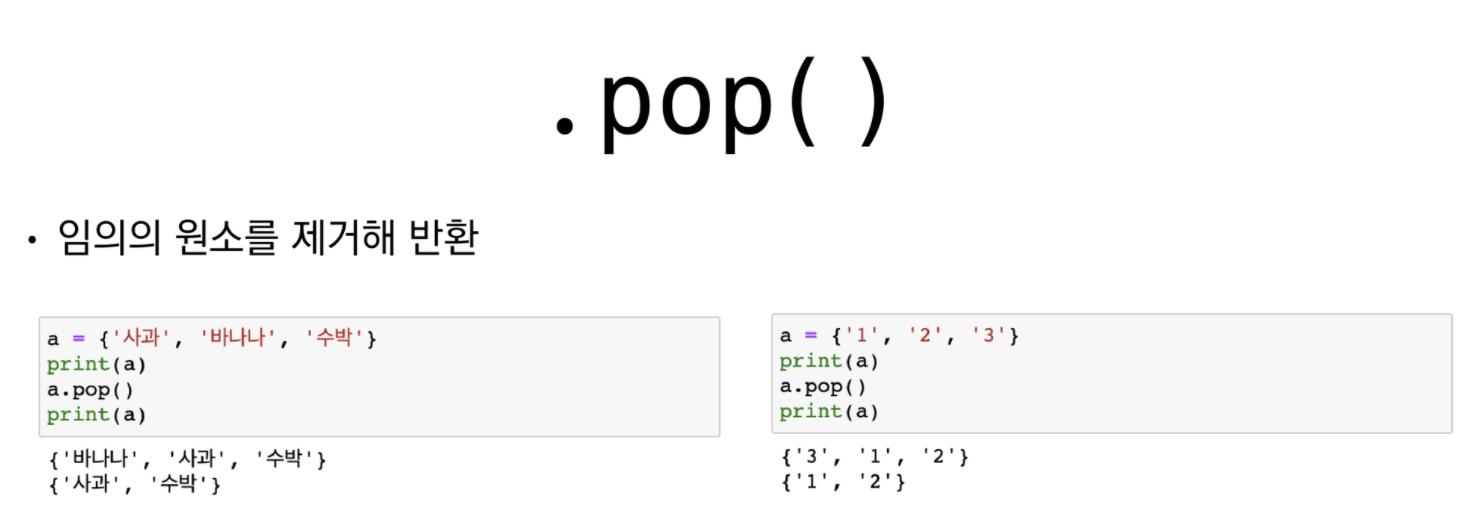 .pop()
• 임의의 원소를 제거해 반환
a = {'사과', '바나나', '수박'}
print(a)
a.pop()
print(a)
{'바나나', '사과', '수박'}
{'사과', '수박'}
a = {'1', '2', '3'}
print(a)
a.pop()
print(a)
{'3', '1', '2'}
{'1', '2'}